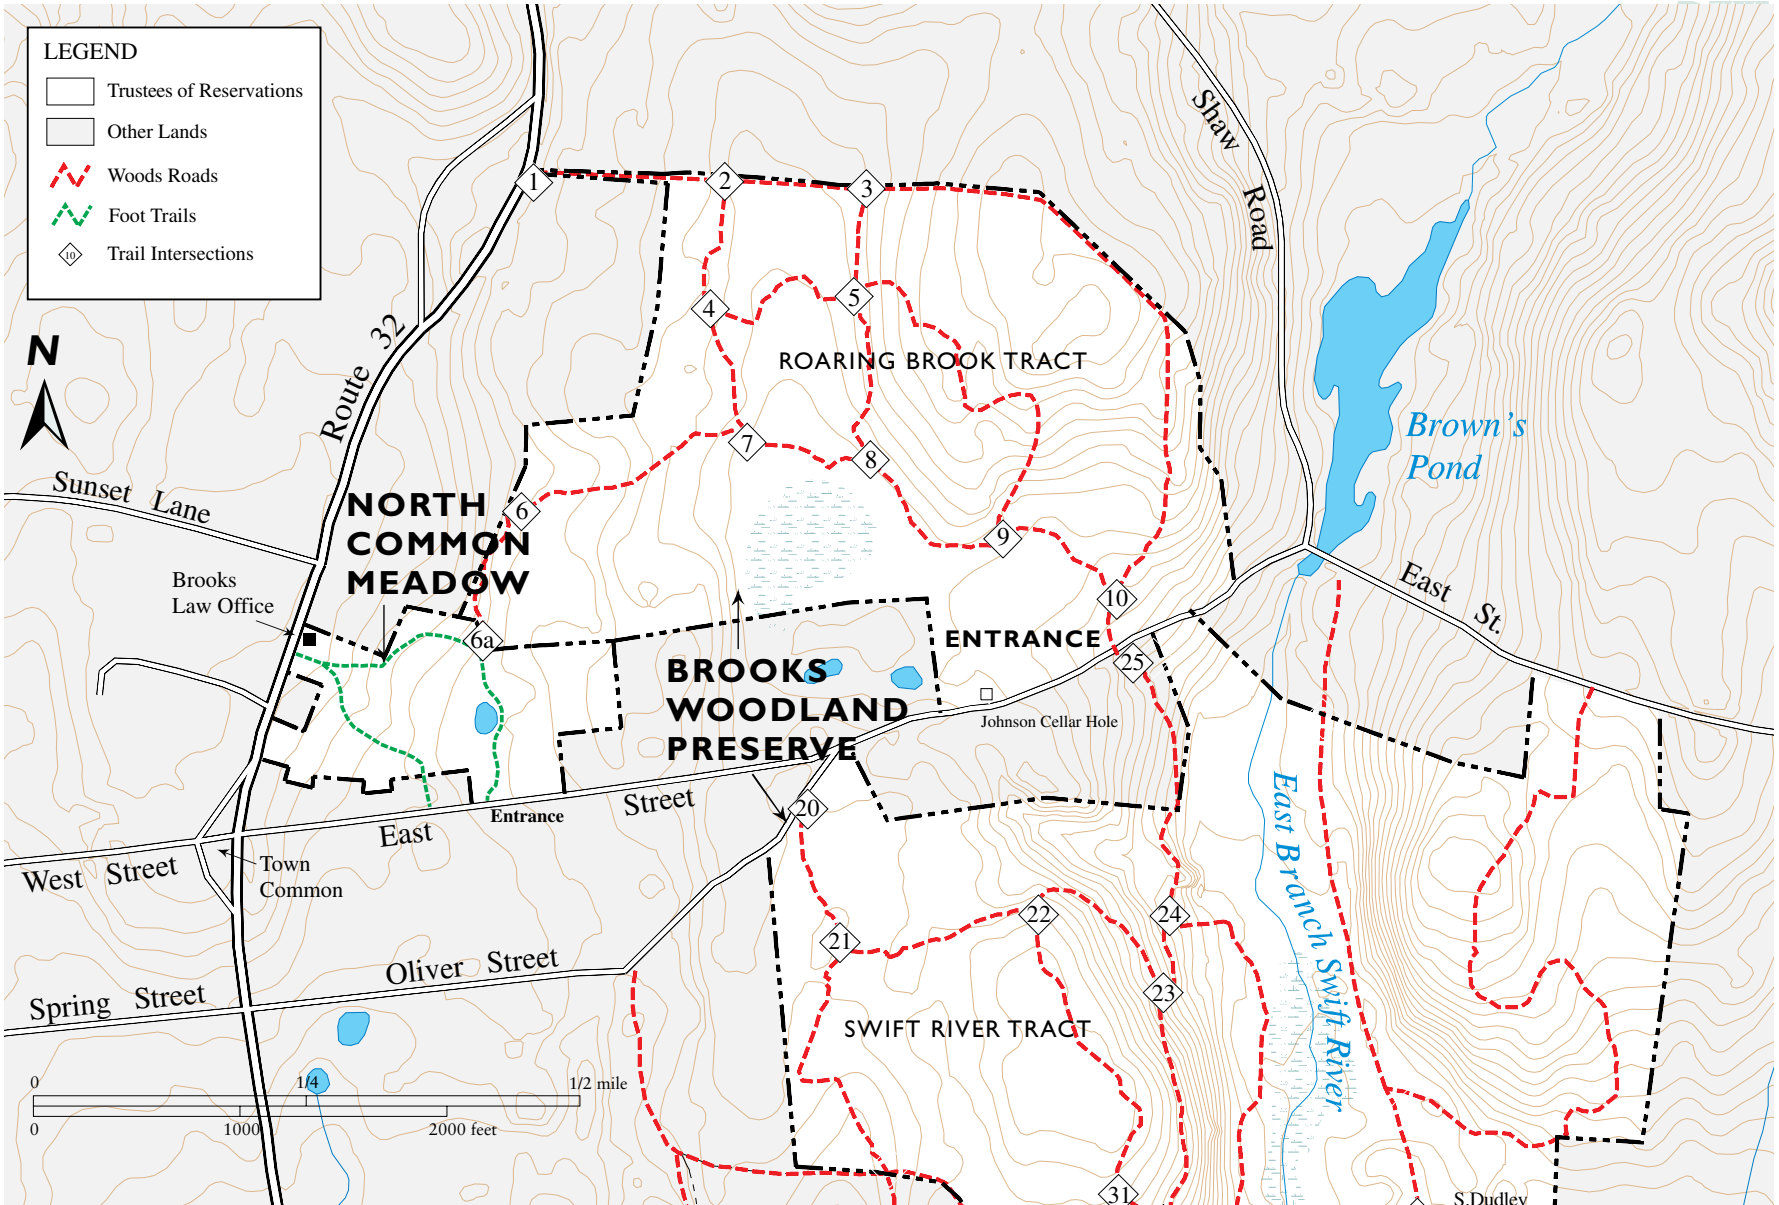 LEGEND
Trustees of Reservations
Other Lands
Woods Roads
Foot Trails
10
Trail Intersections
N
Route 32
Sunset Lane
Brooks
Law Office
NORTH
COMMON
MEADOW
1
2
3
4
5
ROARING BROOK TRACT
6
7
8
9
10
6a
Shaw Road
Brown's
Pond
East St.
ENTRANCE
25
BROOKS
WOODLAND
PRESERVE
Johnson Cellar Hole
20
Entrance
East Street
West Street
Town
Common
Oliver Street
Spring Street
21
22
24
23
SWIFT RIVER TRACT
East Branch Swift River
31
S.Dudley
0 1/4 1/2 mile
0 1000 2000 feet